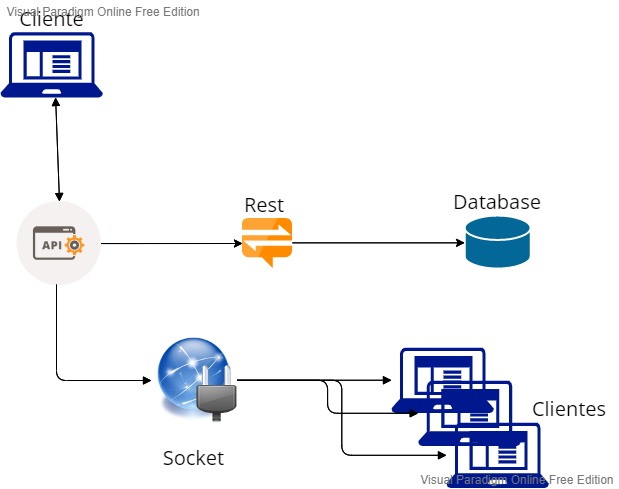 Visual Paradigm Online Free Edition
Cliente
Rest
Database
API
Socket
Clientes
Visual Paradigm Online Free Edition